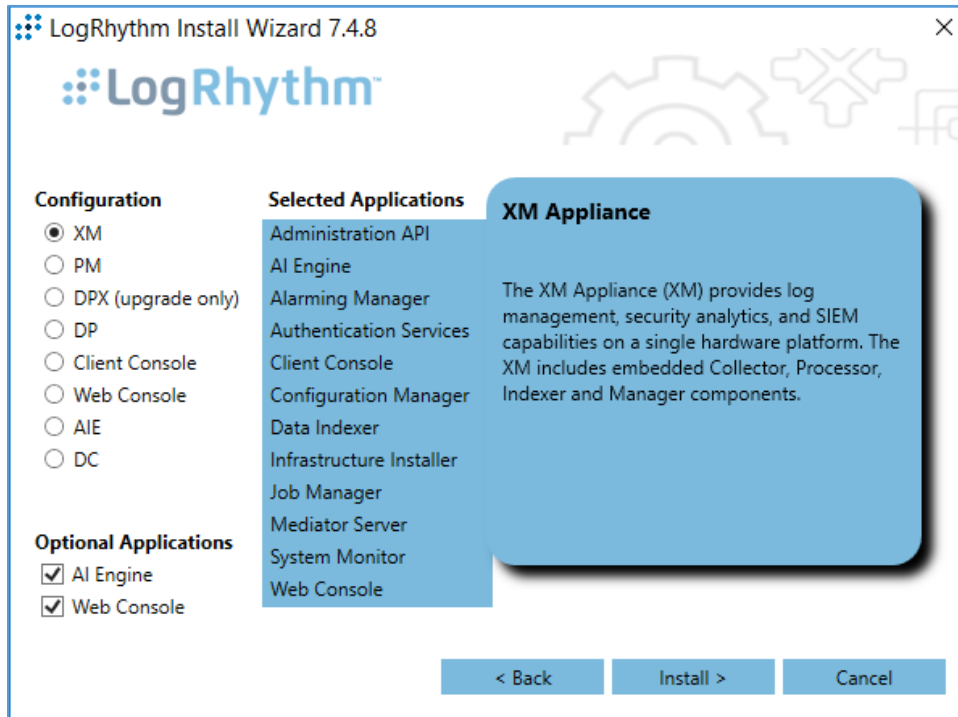 LogRhythm Install Wizard 7.4.8
LogRhythm™
Configuration
XM
PM
DPX (upgrade only)
DP
Client Console
Web Console
AIE
DC
Optional Applications
AI Engine
Web Console
Selected Applications
Administration API
AI Engine
Alarming Manager
Authentication Services
Client Console
Configuration Manager
Data Indexer
Infrastructure Installer
Job Manager
Mediator Server
System Monitor
Web Console
XM Appliance
The XM Appliance (XM) provides log
management, security analytics, and SIEM
capabilities on a single hardware platform. The
XM includes embedded Collector, Processor,
Indexer and Manager components.
< Back
Install >
Cancel